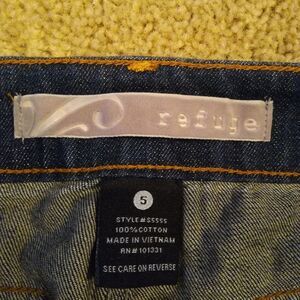 refuge
5
STYLE #S5555
100% COTTON
MADE IN VIETNAM
RN# 101331
SEE CARE ON REVERSE